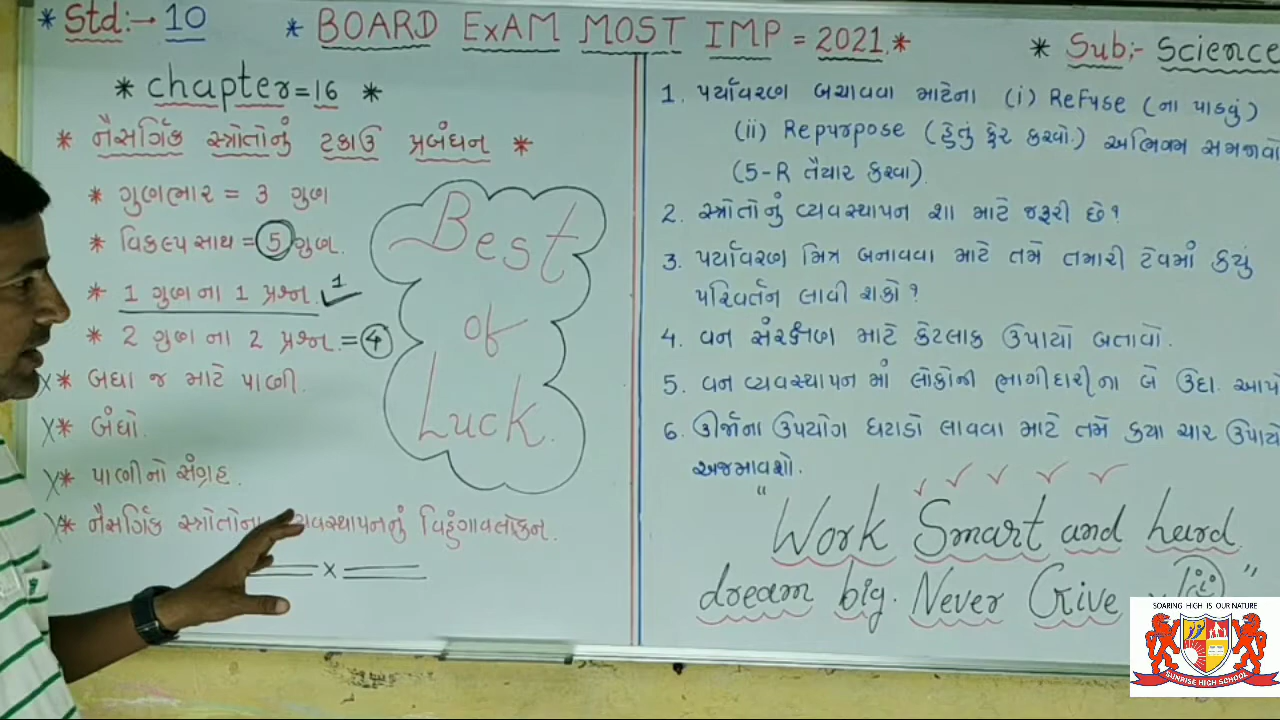 * Std:→ 10 * BOARD ExAM MOST IMP = 2021.* * Sub:- Science
* chapter = 16 *
* નૈસર્ગિક સ્ત્રોતોનું ટકાઉ પ્રબંધન *
* ગુણભાર = 3 ગુણ
* વિકલ્પ સાથ = 5 ગુણ.
* 1 ગુણના 1 પ્રશ્ન. 1
* 2 ગુણ ના 2 પ્રશ્ન. = 4
X * બધા જ માટે પાણી.
X * બંધો.
X * પાણીનો સંગ્રહ.
X * નૈસર્ગિક સ્ત્રોતોના વ્યવસ્થાપનનું વિહંગાવલોકન.
x
Best
of
Luck.
1. પર્યાવરણ બચાવવા માટેના (i) Refuse (ના પાડવું)
(ii) Repurpose (હેતું ફેર કરવો.) અભિગમ સમજાવો
(5-R તૈયાર કરવા).
2. સ્ત્રોતોનું વ્યવસ્થાપન શા માટે જરૂરી છે?
3. પર્યાવરણ મિત્ર બનાવવા માટે તમે તમારી ટેવમાં કયું
પરિવર્તન લાવી શકો?
4. વન સંરક્ષણ માટે કેટલાક ઉપાયો બતાવો.
5. વન વ્યવસ્થાપન માં લોકોની ભાગીદારીના બે ઉદા. આપો
6. ઊર્જાના ઉપયોગ ઘટાડો લાવવા માટે તમે કયા ચાર ઉપાયો
અજમાવશો.
" Work Smart and heard.
dream big. Never Give "
SOARING HIGH IS OUR NATURE
SUNRISE HIGH SCHOOL